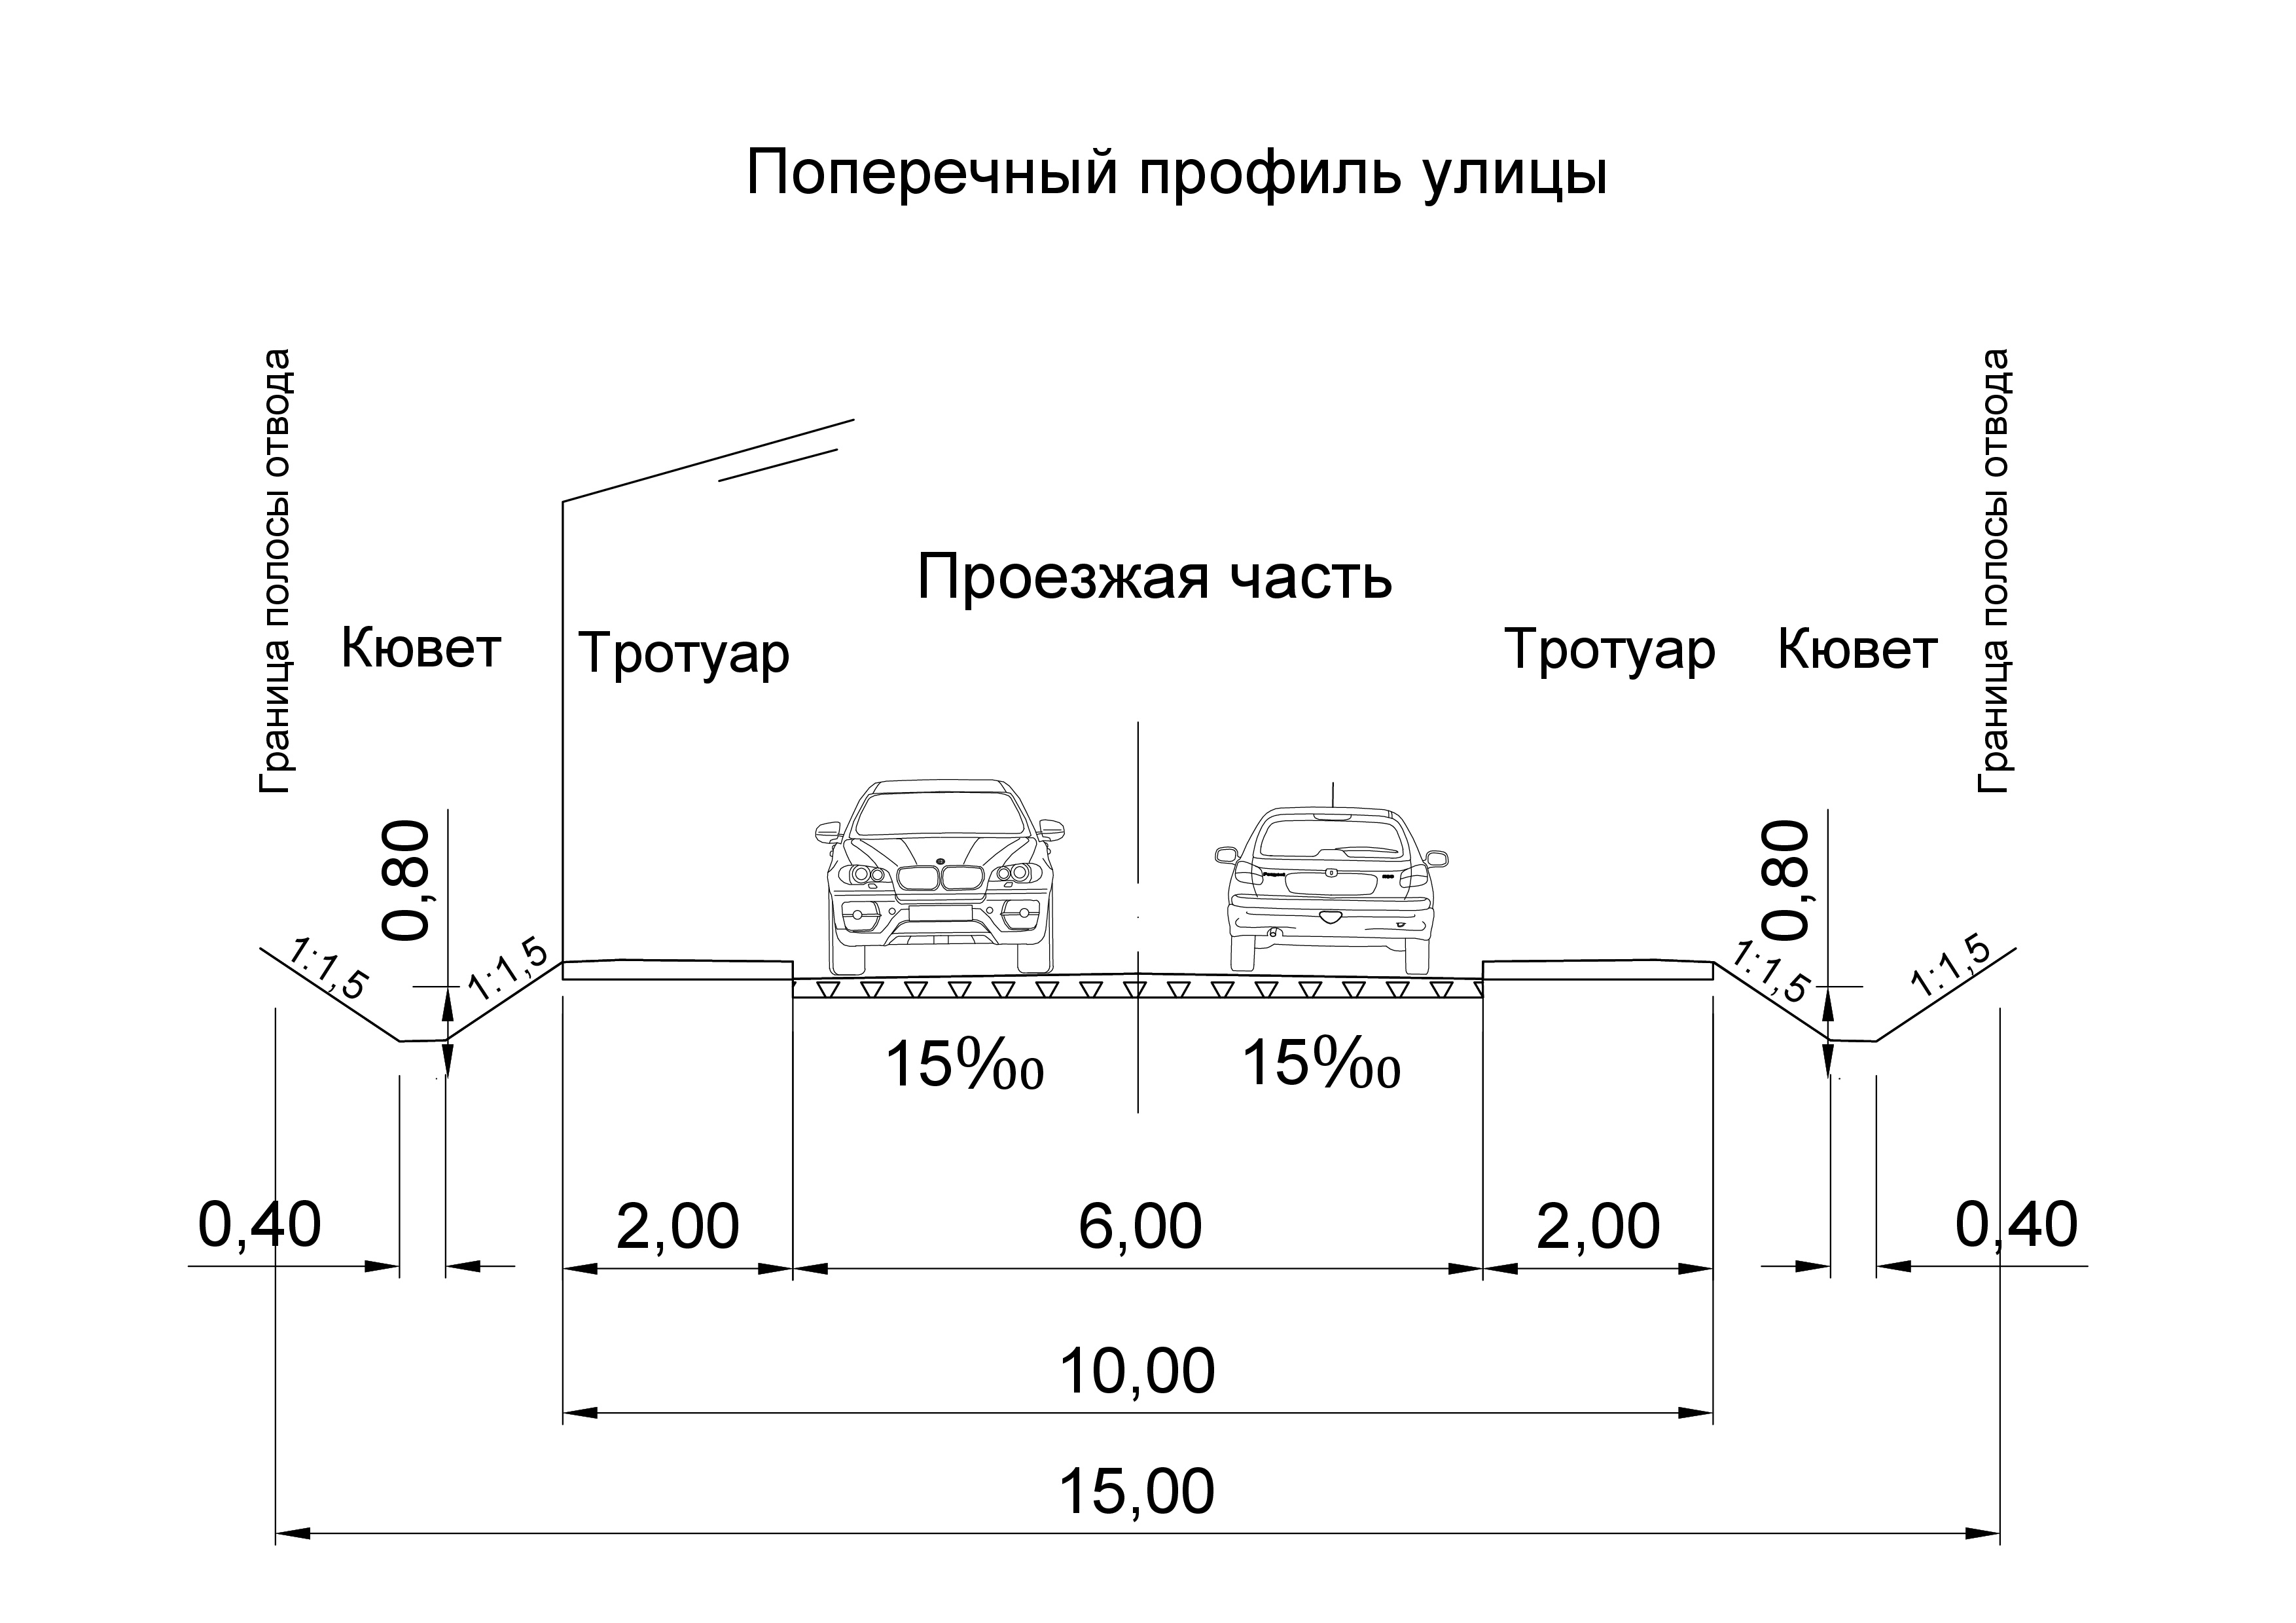 Поперечный профиль улицы
Граница полосы отвода
Граница полосы отвода
Проезжая часть
Кювет
Тротуар
Тротуар
Кювет
0,80
0,80
1:1,5
1:1,5
1:1,5
1:1,5
15‰
15‰
0,40
2,00
6,00
2,00
0,40
10,00
15,00